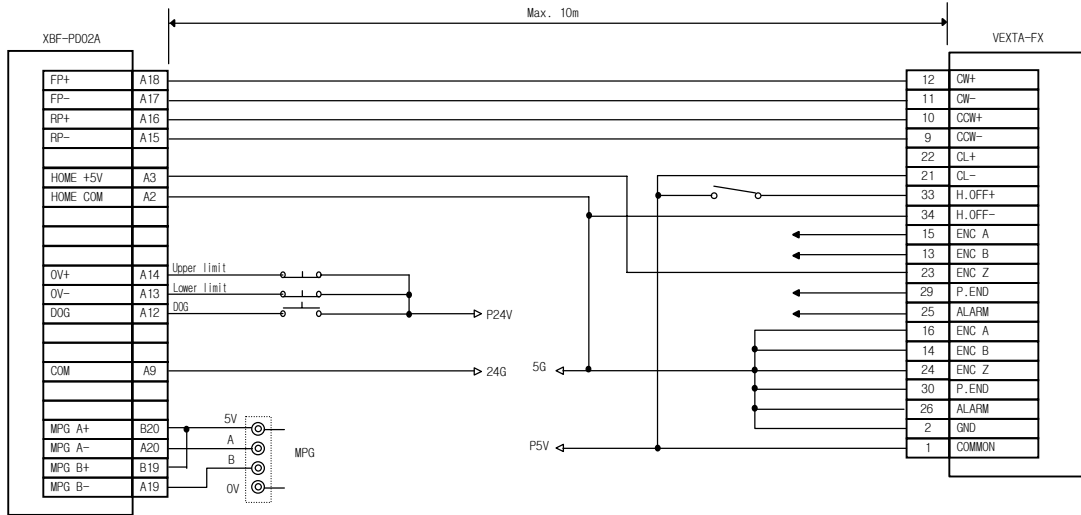 Max. 10m
XBF-PD02A
VEXTA-FX
FP+ A18
FP- A17
RP+ A16
RP- A15
HOME +5V A3
HOME COM A2
OV+ A14 Upper limit
OV- A13 Lower limit
DOG A12 DOG
P24V
COM A9
24G
5G
MPG A+ B20
MPG A- A20
MPG B+ B19
MPG B- A19
5V
A
B
0V
MPG
P5V
12 CW+
11 CW-
10 CCW+
9 CCW-
22 CL+
21 CL-
33 H.OFF+
34 H.OFF-
15 ENC A
13 ENC B
23 ENC Z
29 P.END
25 ALARM
16 ENC A
14 ENC B
24 ENC Z
30 P.END
26 ALARM
2 GND
1 COMMON